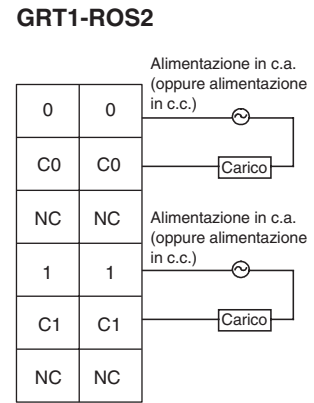 GRT1-ROS2
Alimentazione in c.a.
(oppure alimentazione
in c.c.)
0 0
C0 C0
Carico
NC NC
Alimentazione in c.a.
(oppure alimentazione
in c.c.)
1 1
C1 C1
Carico
NC NC